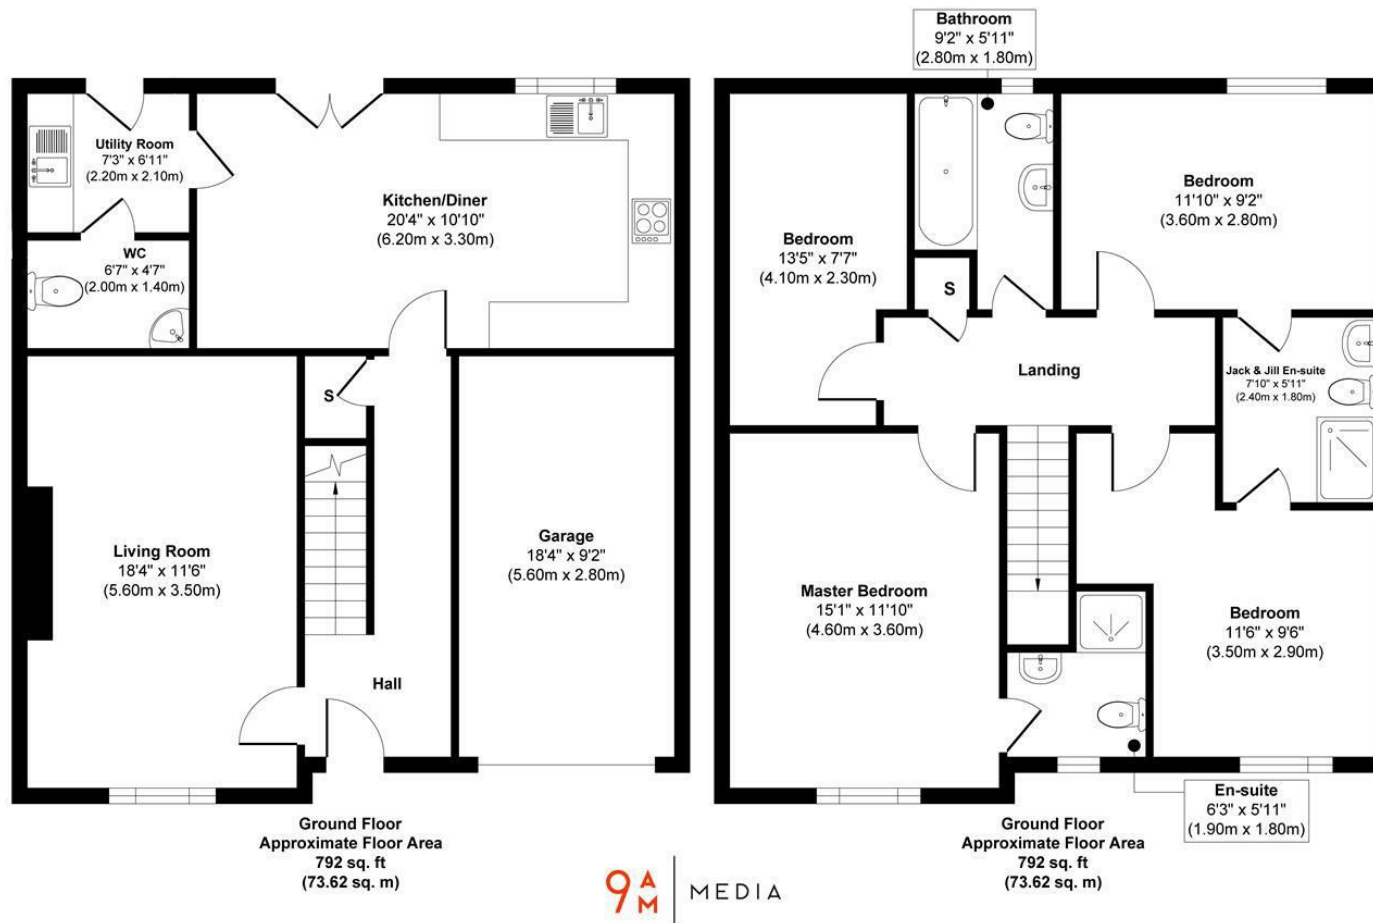 Utility Room
7'3" x 6'11"
(2.20m x 2.10m)
WC
6'7" x 4'7"
(2.00m x 1.40m)
Kitchen/Diner
20'4" x 10'10"
(6.20m x 3.30m)
S
Living Room
18'4" x 11'6"
(5.60m x 3.50m)
Hall
Garage
18'4" x 9'2"
(5.60m x 2.80m)
Ground Floor
Approximate Floor Area
792 sq. ft
(73.62 sq. m)
Bathroom
9'2" x 5'11"
(2.80m x 1.80m)
Bedroom
13'5" x 7'7"
(4.10m x 2.30m)
S
Bedroom
11'10" x 9'2"
(3.60m x 2.80m)
Landing
Jack & Jill En-suite
7'10" x 5'11"
(2.40m x 1.80m)
Master Bedroom
15'1" x 11'10"
(4.60m x 3.60m)
Bedroom
11'6" x 9'6"
(3.50m x 2.90m)
En-suite
6'3" x 5'11"
(1.90m x 1.80m)
Ground Floor
Approximate Floor Area
792 sq. ft
(73.62 sq. m)
9AM MEDIA